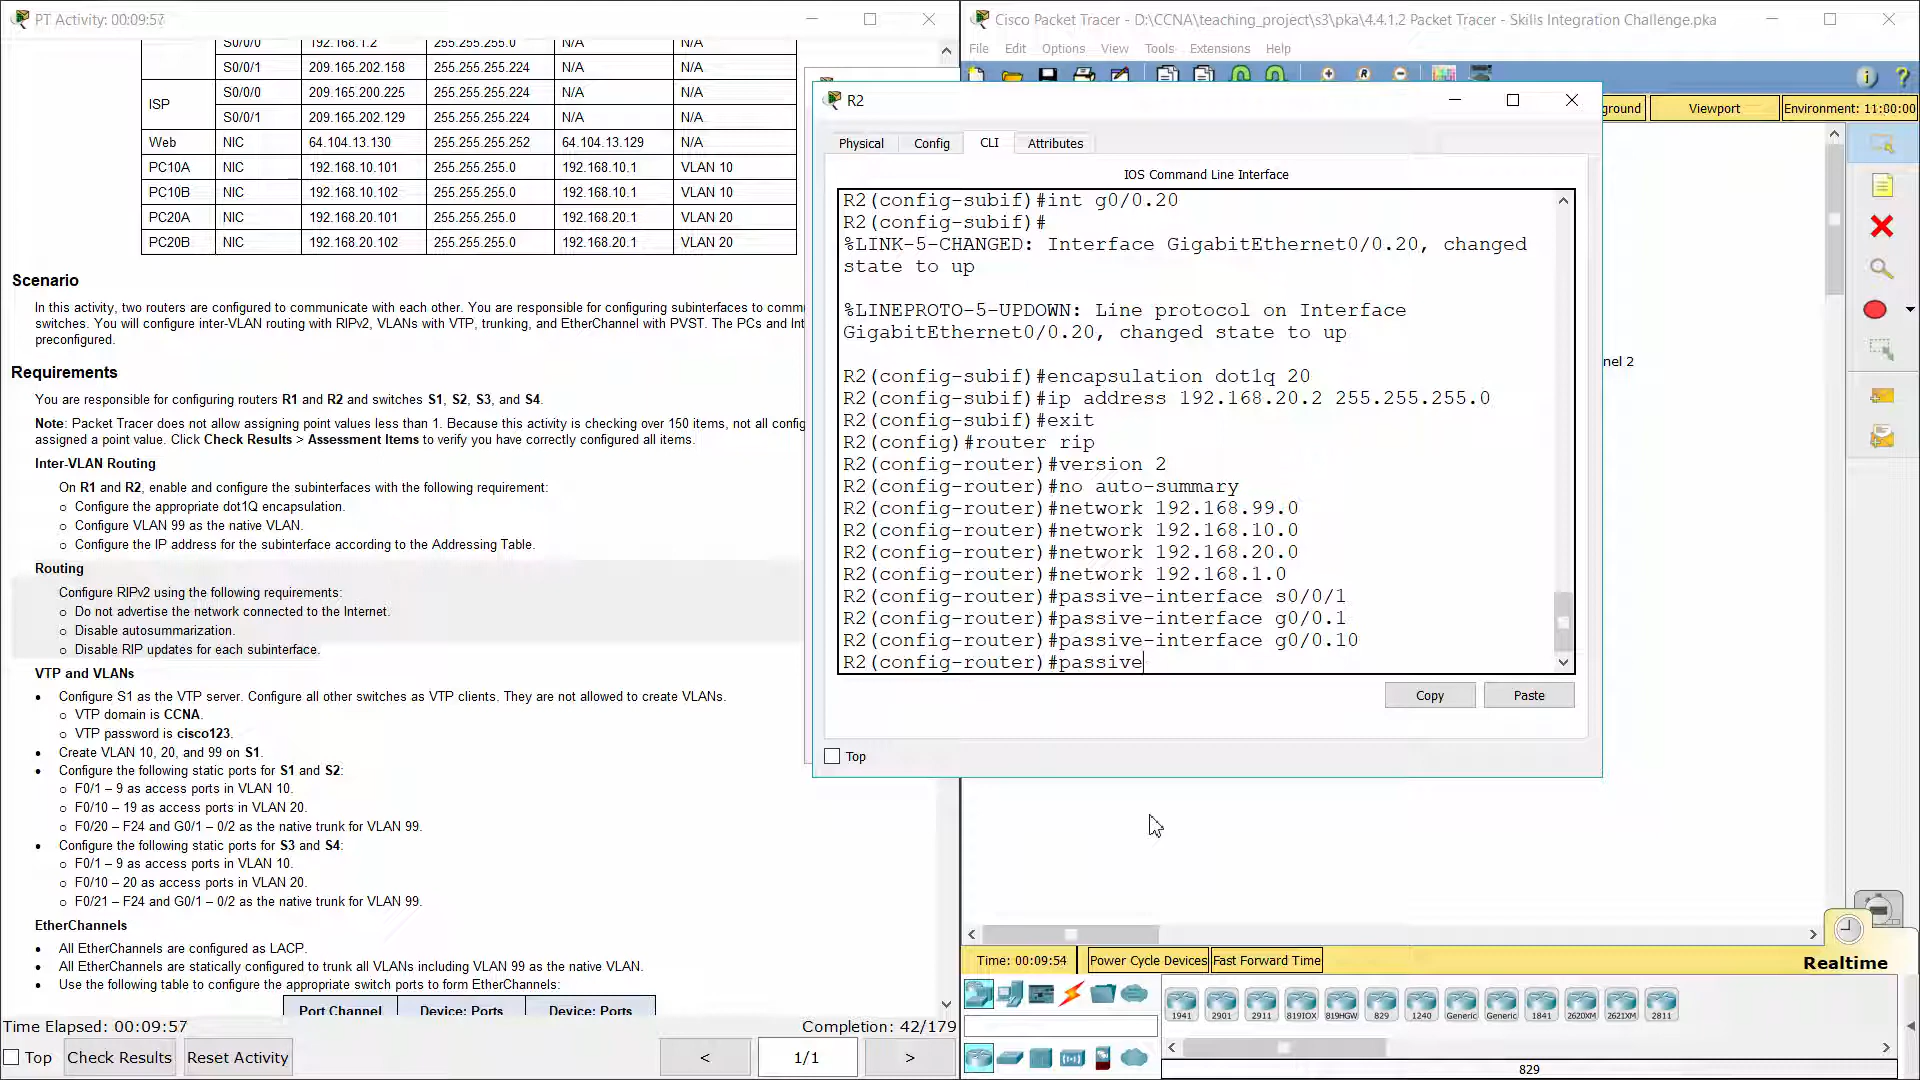 PT Activity: 00:09:57
S0/0/0 192.168.1.2 255.255.255.0 N/A N/A
S0/0/1 209.165.202.158 255.255.255.224 N/A N/A
ISP S0/0/0 209.165.200.225 255.255.255.224 N/A N/A
S0/0/1 209.165.202.129 255.255.255.224 N/A N/A
Web NIC 64.104.13.130 255.255.255.252 64.104.13.129 N/A
PC10A NIC 192.168.10.101 255.255.255.0 192.168.10.1 VLAN 10
PC10B NIC 192.168.10.102 255.255.255.0 192.168.10.1 VLAN 10
PC20A NIC 192.168.20.101 255.255.255.0 192.168.20.1 VLAN 20
PC20B NIC 192.168.20.102 255.255.255.0 192.168.20.1 VLAN 20
Scenario
In this activity, two routers are configured to communicate with each other. You are responsible for configuring subinterfaces to comm
switches. You will configure inter-VLAN routing with RIPv2, VLANs with VTP, trunking, and EtherChannel with PVST. The PCs and Int
preconfigured.
Requirements
You are responsible for configuring routers R1 and R2 and switches S1, S2, S3, and S4.
Note: Packet Tracer does not allow assigning point values less than 1. Because this activity is checking over 150 items, not all config
assigned a point value. Click Check Results > Assessment Items to verify you have correctly configured all items.
Inter-VLAN Routing
On R1 and R2, enable and configure the subinterfaces with the following requirement:
o Configure the appropriate dot1Q encapsulation.
o Configure VLAN 99 as the native VLAN.
o Configure the IP address for the subinterface according to the Addressing Table.
Routing
Configure RIPv2 using the following requirements:
o Do not advertise the network connected to the Internet.
o Disable autosummarization.
o Disable RIP updates for each subinterface.
VTP and VLANs
• Configure S1 as the VTP server. Configure all other switches as VTP clients. They are not allowed to create VLANs.
o VTP domain is CCNA.
o VTP password is cisco123.
• Create VLAN 10, 20, and 99 on S1.
• Configure the following static ports for S1 and S2:
o F0/1 – 9 as access ports in VLAN 10.
o F0/10 – 19 as access ports in VLAN 20.
o F0/20 – F24 and G0/1 – 0/2 as the native trunk for VLAN 99.
• Configure the following static ports for S3 and S4:
o F0/1 – 9 as access ports in VLAN 10.
o F0/10 – 20 as access ports in VLAN 20.
o F0/21 – F24 and G0/1 – 0/2 as the native trunk for VLAN 99.
EtherChannels
• All EtherChannels are configured as LACP.
• All EtherChannels are statically configured to trunk all VLANs including VLAN 99 as the native VLAN.
• Use the following table to configure the appropriate switch ports to form EtherChannels:
Port Channel Device: Ports Device: Ports
Time Elapsed: 00:09:57 Completion: 42/179
Top Check Results Reset Activity < 1/1 >
Cisco Packet Tracer - D:\CCNA\teaching_project\s3\pka\4.4.1.2 Packet Tracer - Skills Integration Challenge.pka
File Edit Options View Tools Extensions Help
ground Viewport Environment: 11:00:00
nel 2
R2
Physical Config CLI Attributes
IOS Command Line Interface
R2(config-subif)#int g0/0.20
R2(config-subif)#
%LINK-5-CHANGED: Interface GigabitEthernet0/0.20, changed
state to up
%LINEPROTO-5-UPDOWN: Line protocol on Interface
GigabitEthernet0/0.20, changed state to up
R2(config-subif)#encapsulation dot1q 20
R2(config-subif)#ip address 192.168.20.2 255.255.255.0
R2(config-subif)#exit
R2(config)#router rip
R2(config-router)#version 2
R2(config-router)#no auto-summary
R2(config-router)#network 192.168.99.0
R2(config-router)#network 192.168.10.0
R2(config-router)#network 192.168.20.0
R2(config-router)#network 192.168.1.0
R2(config-router)#passive-interface s0/0/1
R2(config-router)#passive-interface g0/0.1
R2(config-router)#passive-interface g0/0.10
R2(config-router)#passive
Copy Paste
Top
Time: 00:09:54 Power Cycle Devices Fast Forward Time
Realtime
1941 2901 2911 819IOX 819HGW 829 1240 Generic Generic 1841 2620XM 2621XM 2811
829